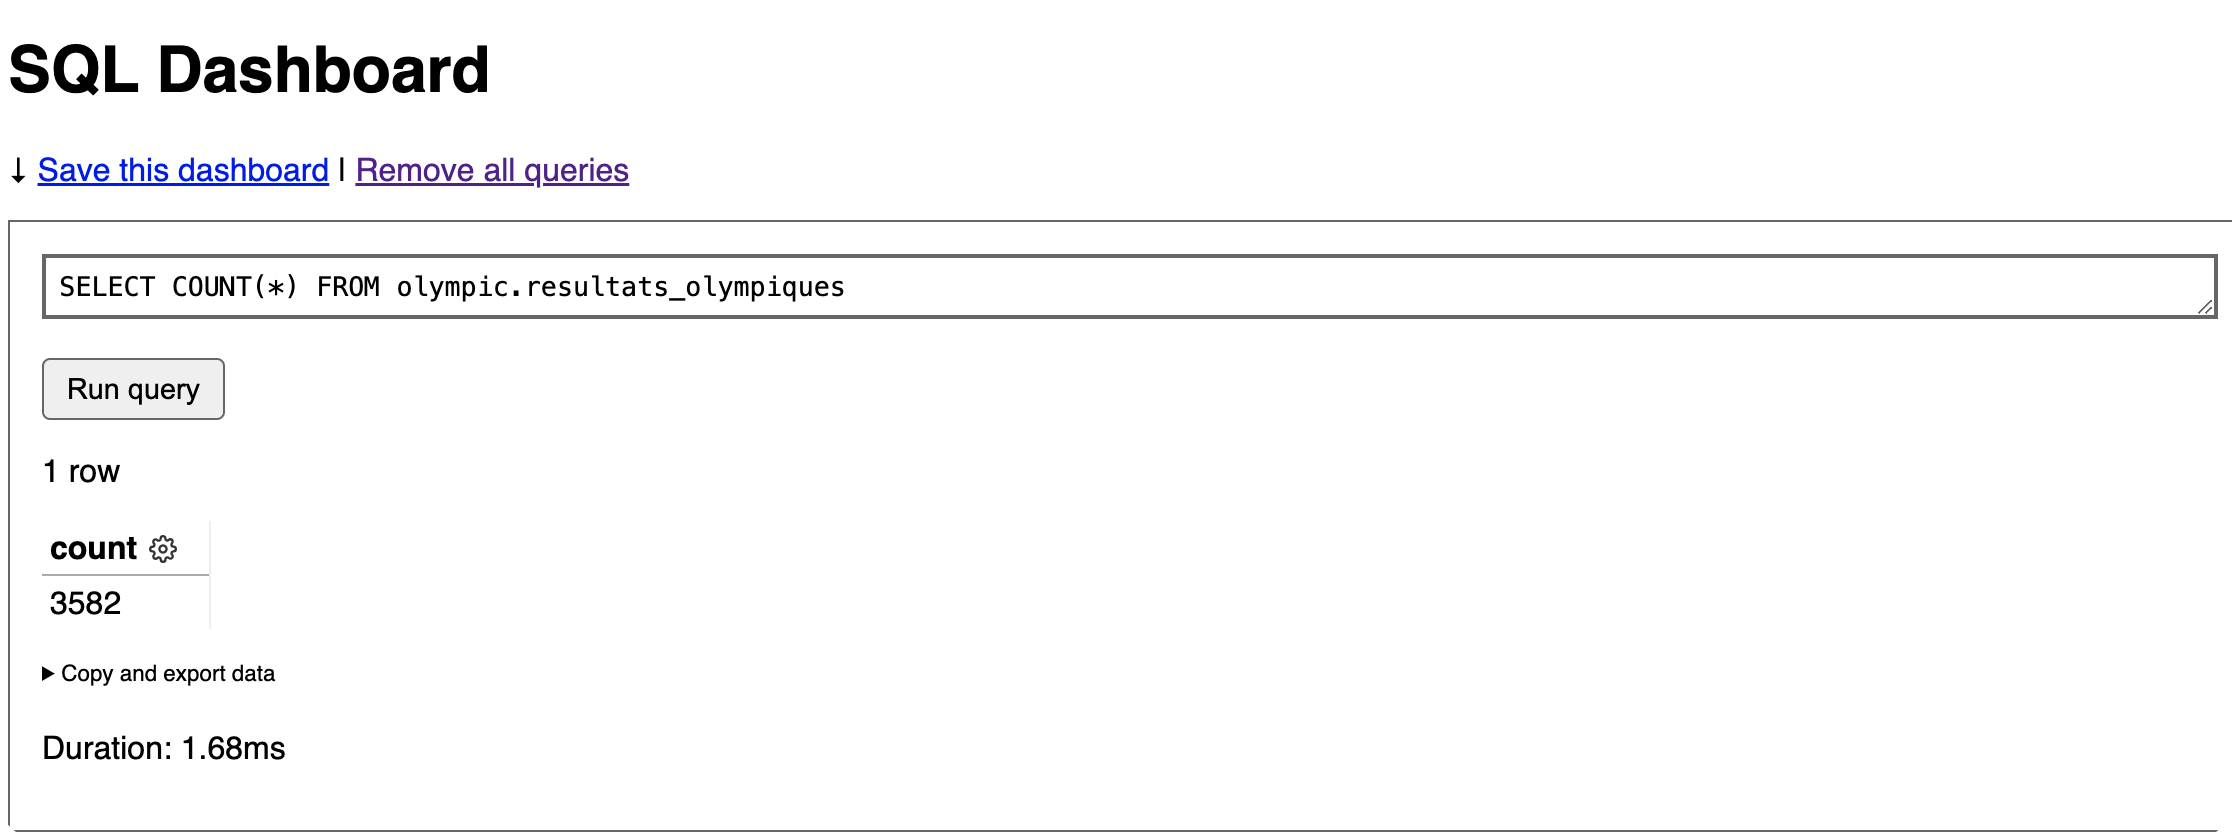 SQL Dashboard
↓ Save this dashboard | Remove all queries
SELECT COUNT(*) FROM olympic.resultats_olympiques
Run query
1 row
count
3582
▶ Copy and export data
Duration: 1.68ms